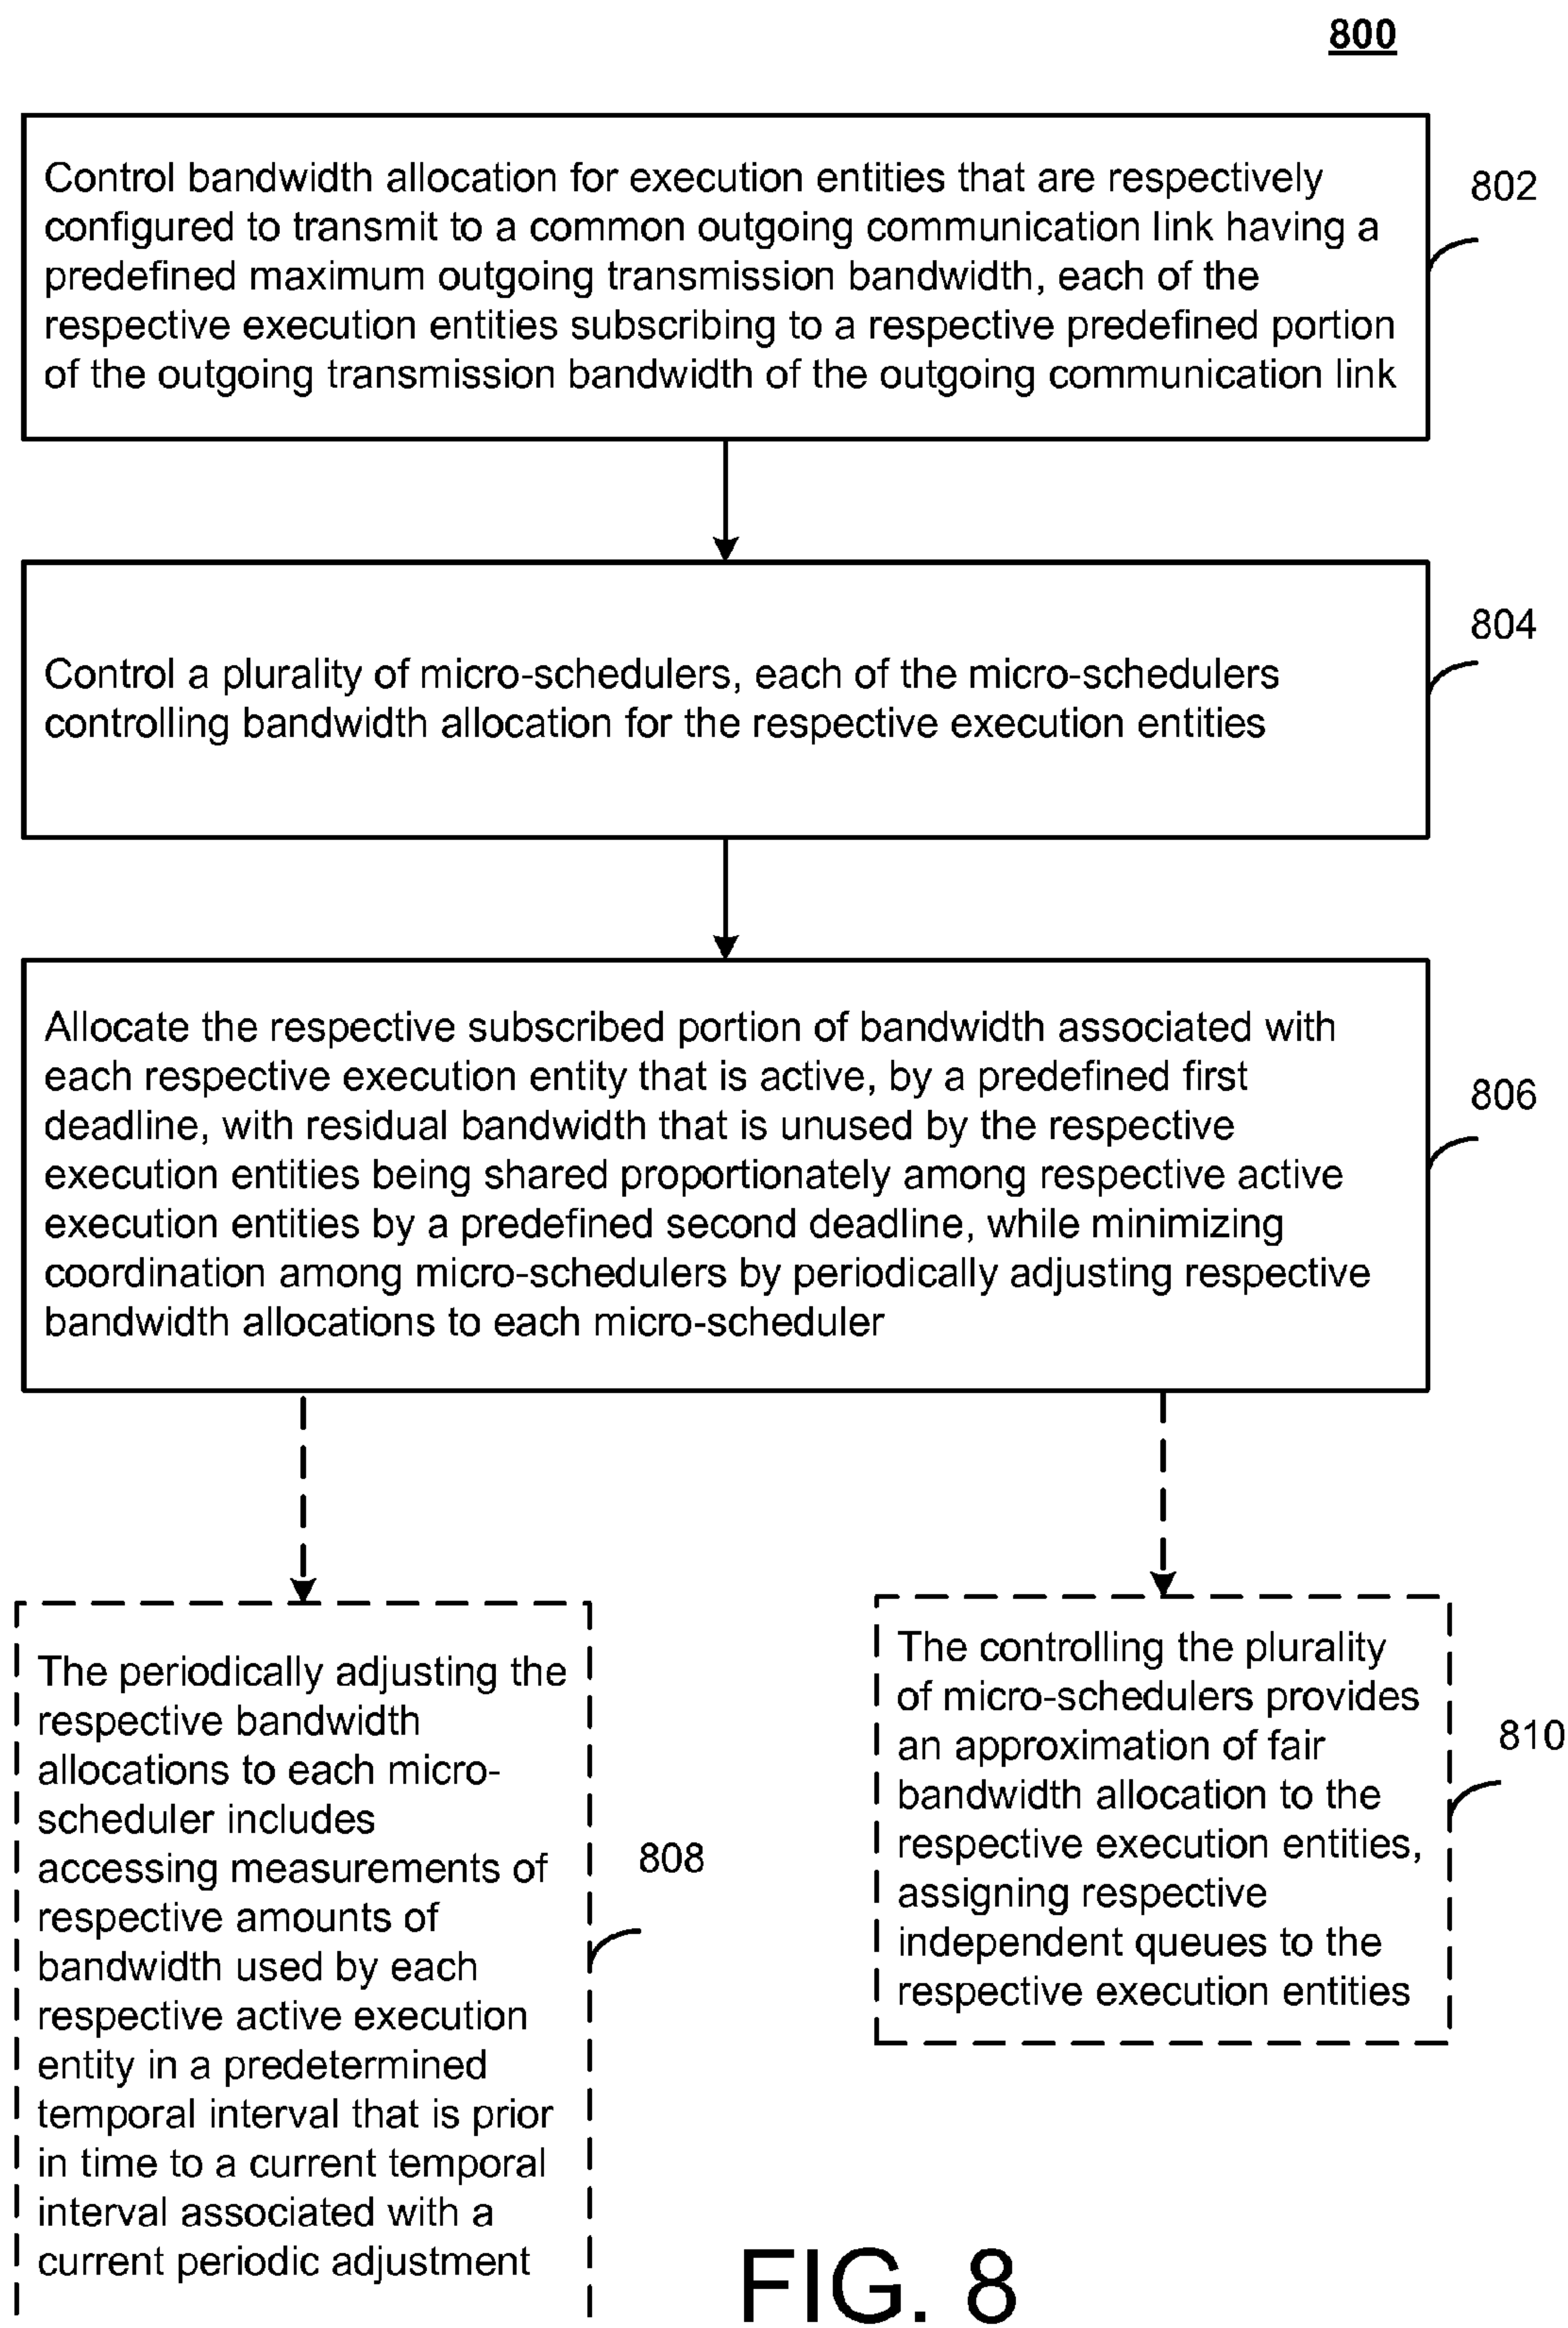 800
Control bandwidth allocation for execution entities that are respectively
configured to transmit to a common outgoing communication link having a
predefined maximum outgoing transmission bandwidth, each of the
respective execution entities subscribing to a respective predefined portion
of the outgoing transmission bandwidth of the outgoing communication link
802
Control a plurality of micro-schedulers, each of the micro-schedulers
controlling bandwidth allocation for the respective execution entities
804
Allocate the respective subscribed portion of bandwidth associated with
each respective execution entity that is active, by a predefined first
deadline, with residual bandwidth that is unused by the respective
execution entities being shared proportionately among respective active
execution entities by a predefined second deadline, while minimizing
coordination among micro-schedulers by periodically adjusting respective
bandwidth allocations to each micro-scheduler
806
The periodically adjusting the
respective bandwidth
allocations to each micro-
scheduler includes
accessing measurements of
respective amounts of
bandwidth used by each
respective active execution
entity in a predetermined
temporal interval that is prior
in time to a current temporal
interval associated with a
current periodic adjustment
808
The controlling the plurality
of micro-schedulers provides
an approximation of fair
bandwidth allocation to the
respective execution entities,
assigning respective
independent queues to the
respective execution entities
810
FIG. 8